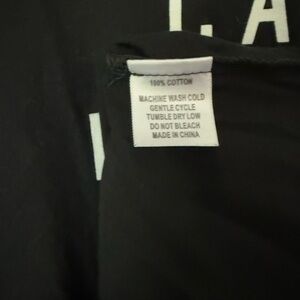 T. A
100% COTTON
MACHINE WASH COLD
GENTLE CYCLE
TUMBLE DRY LOW
DO NOT BLEACH
MADE IN CHINA